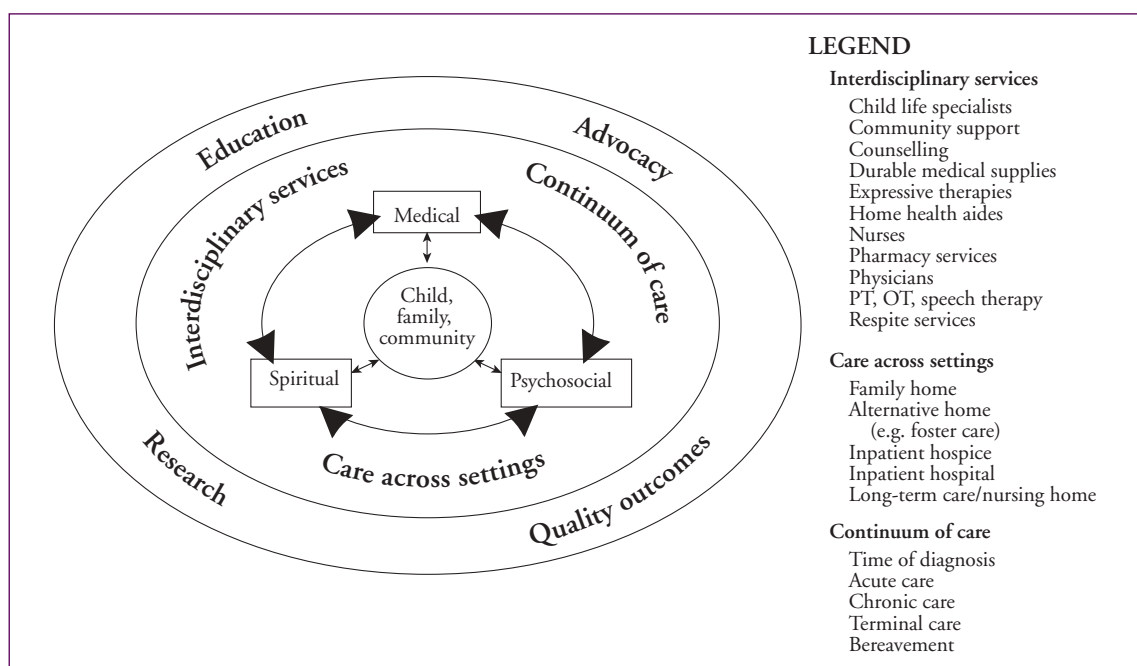 Education
Advocacy
Interdisciplinary services
Continuum of care
Medical
Child,
family,
community
Spiritual
Psychosocial
Care across settings
Research
Quality outcomes
LEGEND
Interdisciplinary services
Child life specialists
Community support
Counselling
Durable medical supplies
Expressive therapies
Home health aides
Nurses
Pharmacy services
Physicians
PT, OT, speech therapy
Respite services
Care across settings
Family home
Alternative home
(e.g. foster care)
Inpatient hospice
Inpatient hospital
Long-term care/nursing home
Continuum of care
Time of diagnosis
Acute care
Chronic care
Terminal care
Bereavement